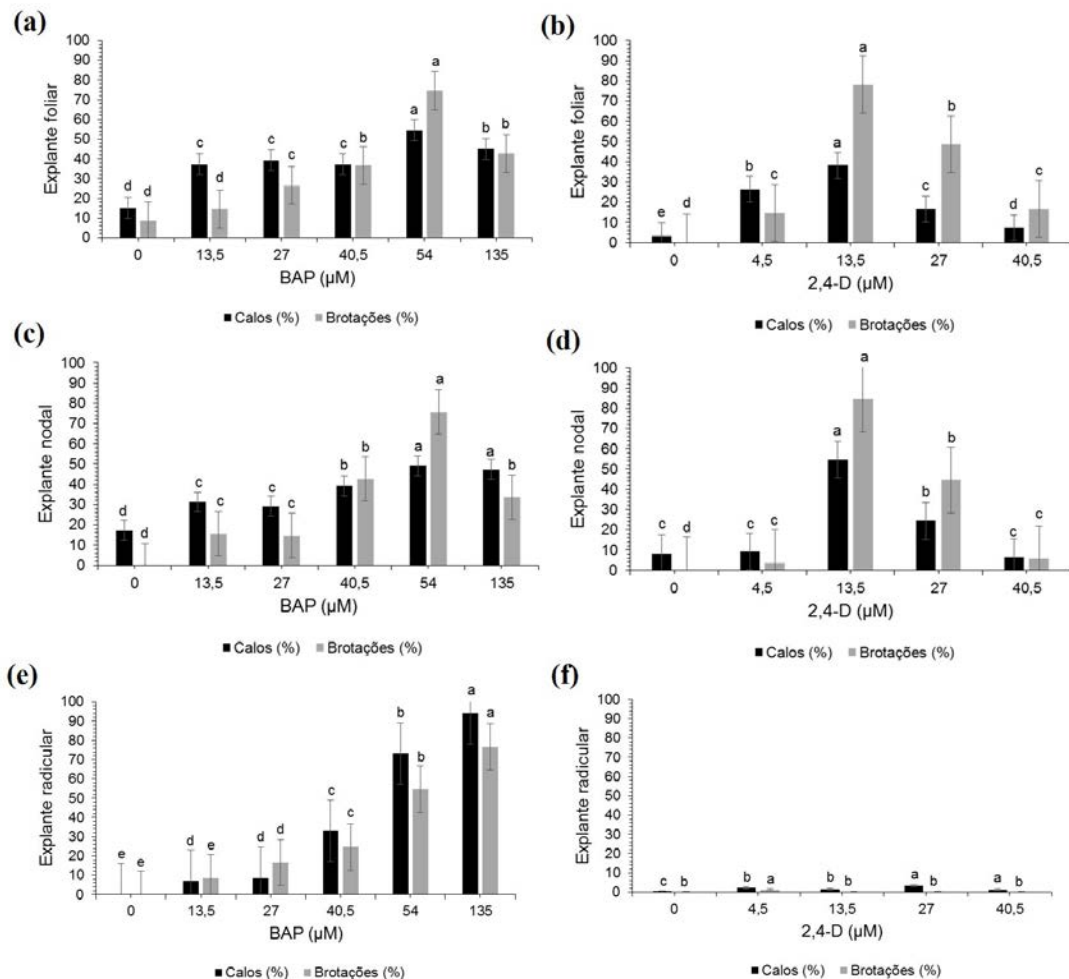 (a)
Explante foliar
100
90
80
70
60
50
40
30
20
10
0
d d c d c c c b a a b b
0 13,5 27 40,5 54 135
BAP (µM)
Calos (%) Brotações (%)
(b)
Explante foliar
100
90
80
70
60
50
40
30
20
10
0
e d b c a a c b d c
0 4,5 13,5 27 40,5
2,4-D (µM)
Calos (%) Brotações (%)
(c)
Explante nodal
100
90
80
70
60
50
40
30
20
10
0
d d c c c c b b a a a b
0 13,5 27 40,5 54 135
BAP (µM)
Calos (%) Brotações (%)
(d)
Explante nodal
100
90
80
70
60
50
40
30
20
10
0
c d c c a a b b c c
0 4,5 13,5 27 40,5
2,4-D (µM)
Calos (%) Brotações (%)
(e)
Explante radicular
100
90
80
70
60
50
40
30
20
10
0
e e d e d d c c b b a a
0 13,5 27 40,5 54 135
BAP (µM)
Calos (%) Brotações (%)
(f)
Explante radicular
100
90
80
70
60
50
40
30
20
10
0
c b b a b b a b b b
0 4,5 13,5 27 40,5
2,4-D (µM)
Calos (%) Brotações (%)